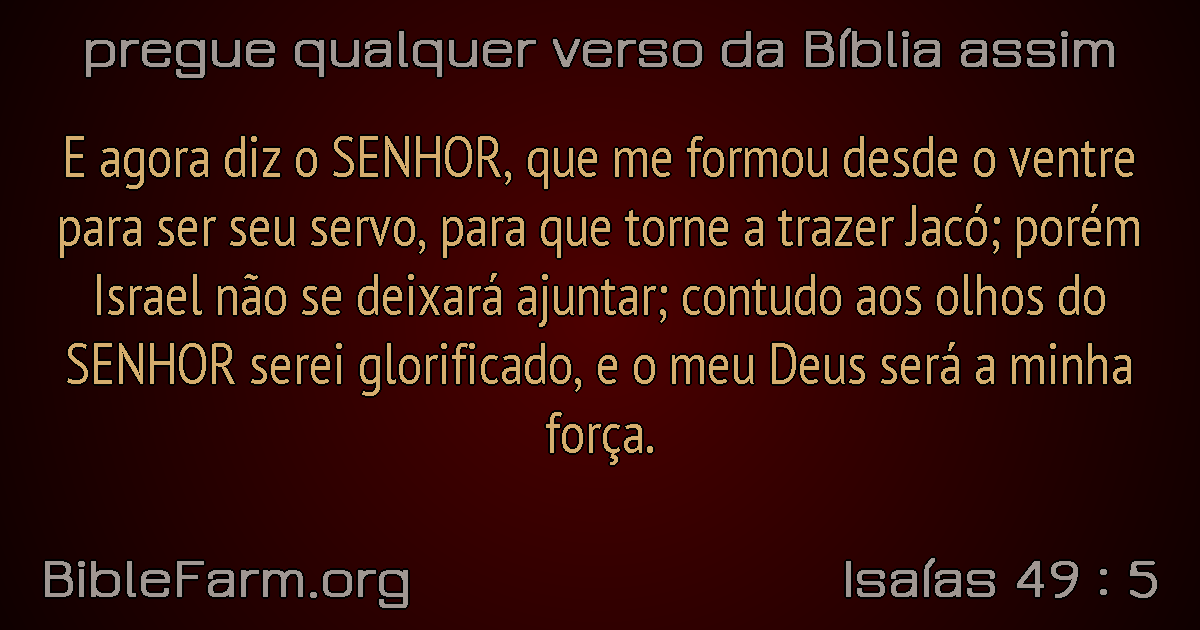 pregue qualquer verso da Bíblia assim
E agora diz o SENHOR, que me formou desde o ventre
para ser seu servo, para que torne a trazer Jacó; porém
Israel não se deixará ajuntar; contudo aos olhos do
SENHOR serei glorificado, e o meu Deus será a minha
força.
BibleFarm.org
Isaías 49 : 5